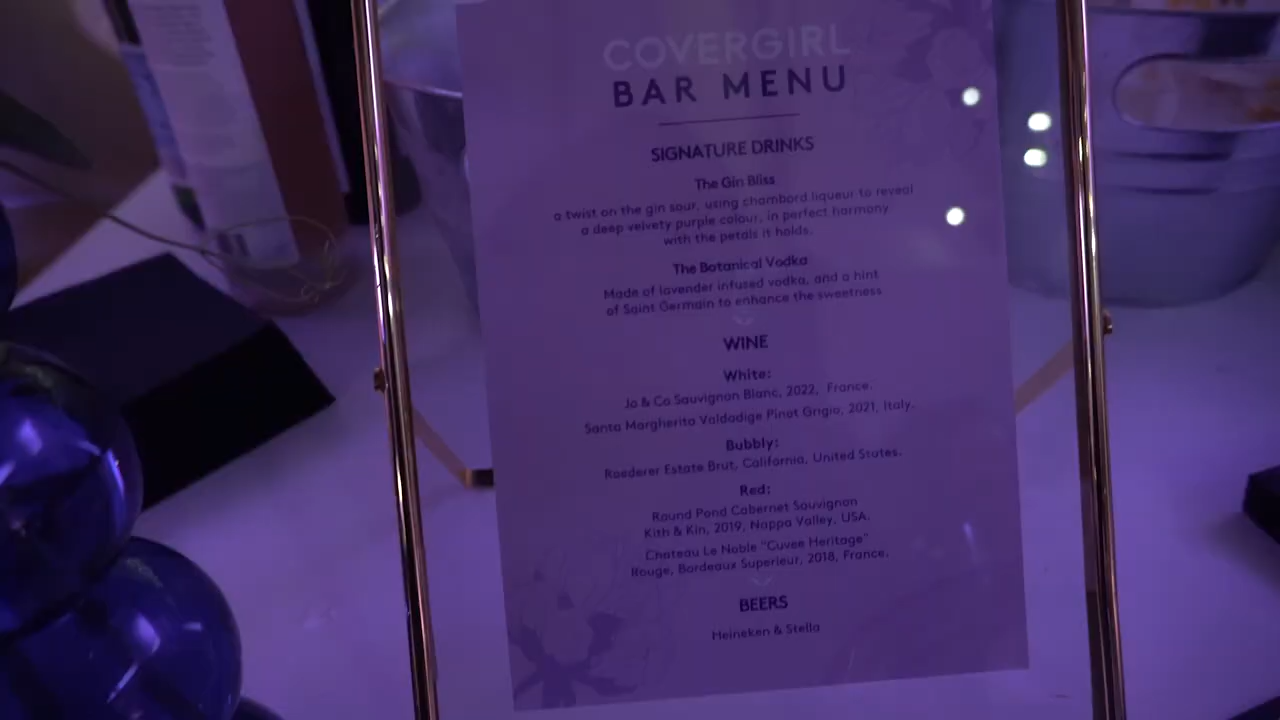 COVERGIRL
BAR MENU
SIGNATURE DRINKS
The Gin Bliss
a twist on the gin sour, using chambord liqueur to reveal
a deep velvety purple colour, in perfect harmony
with the petals it holds.
The Botanical Vodka
Made of lavender infused vodka, and a hint
of Saint Germain to enhance the sweetness
WINE
White:
Jo & Co Sauvignon Blanc, 2022, France.
Santa Margherita Valdadige Pinot Grigio, 2021, Italy.
Bubbly:
Roederer Estate Brut, California, United States.
Red:
Round Pond Cabernet Sauvignon
Kith & Kin, 2019, Nappa Valley, USA.
Chateau Le Noble "Cuvee Heritage"
Rouge, Bordeaux Superieur, 2018, France.
BEERS
Heineken & Stella